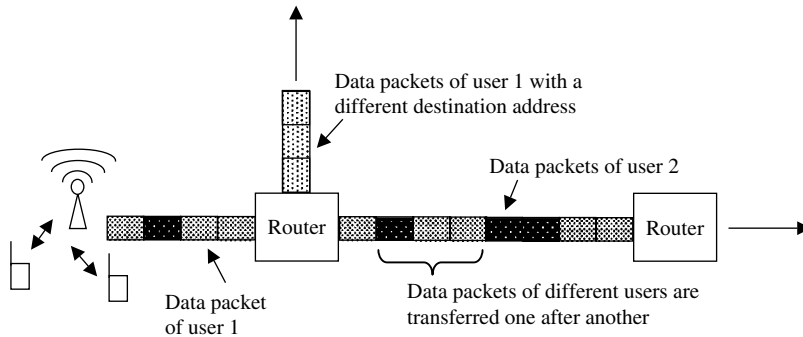 Data packets of user 1 with a
different destination address
Data packets of user 2
Router
Router
Data packet
of user 1
Data packets of different users are
transferred one after another